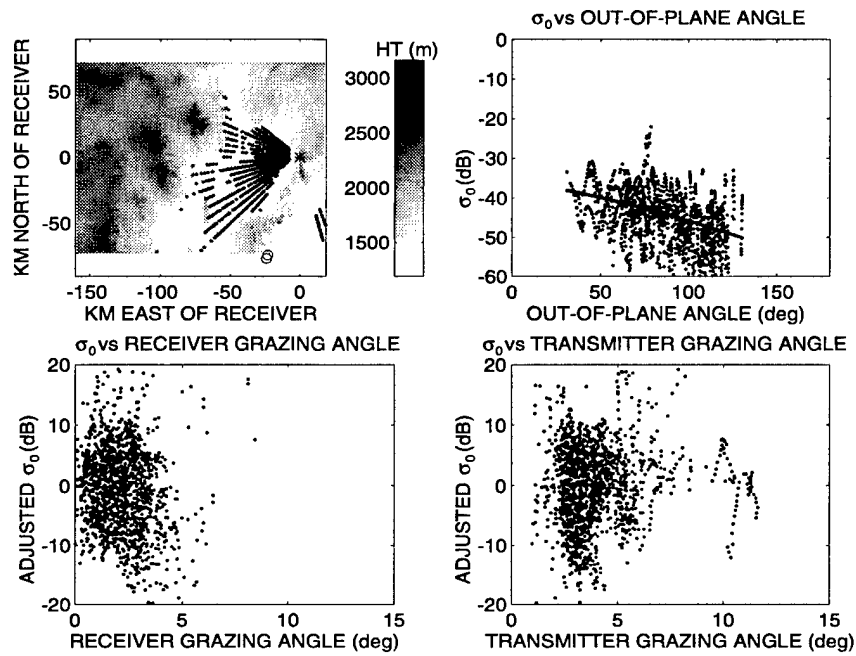 σ₀ vs OUT-OF-PLANE ANGLE
HT (m)
3000
2500
2000
1500
50
0
-50
KM NORTH OF RECEIVER
-150 -100 -50 0
KM EAST OF RECEIVER
0
-10
-20
-30
-40
-50
-60
σ₀ (dB)
0 50 100 150
OUT-OF-PLANE ANGLE (deg)
σ₀ vs RECEIVER GRAZING ANGLE
20
10
0
-10
-20
ADJUSTED σ₀ (dB)
0 5 10 15
RECEIVER GRAZING ANGLE (deg)
σ₀ vs TRANSMITTER GRAZING ANGLE
20
10
0
-10
-20
ADJUSTED σ₀ (dB)
0 5 10 15
TRANSMITTER GRAZING ANGLE (deg)